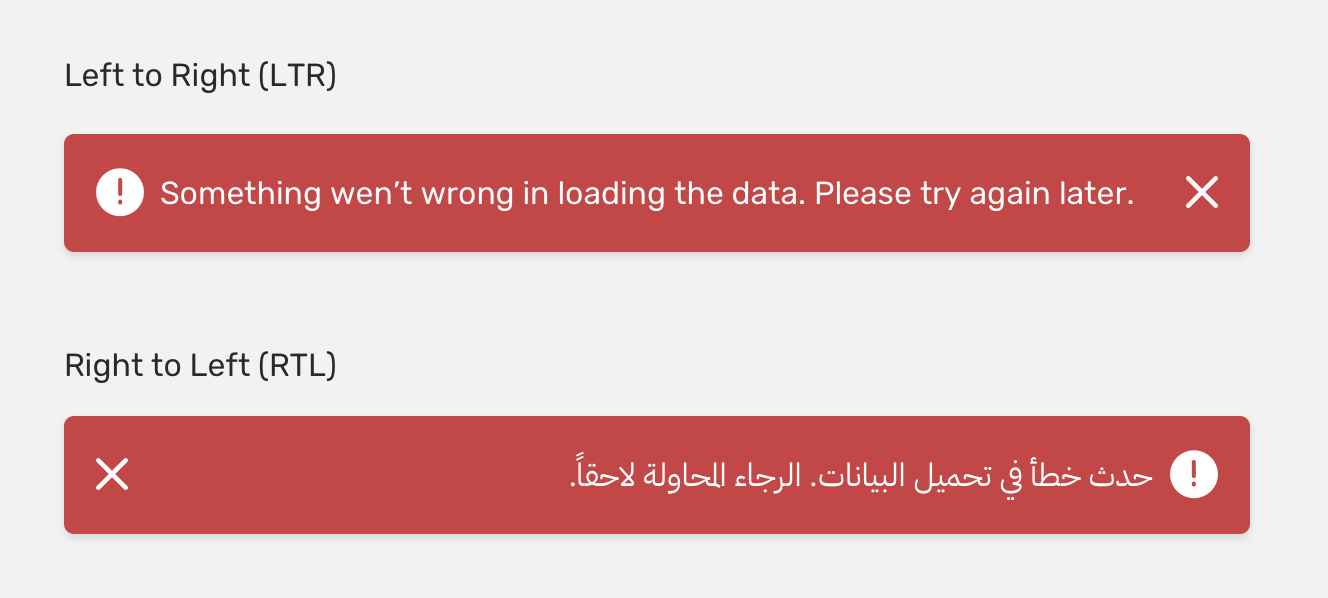 Left to Right (LTR)
Something wen’t wrong in loading the data. Please try again later.
Right to Left (RTL)
حدث خطأ في تحميل البيانات. الرجاء المحاولة لاحقاً.